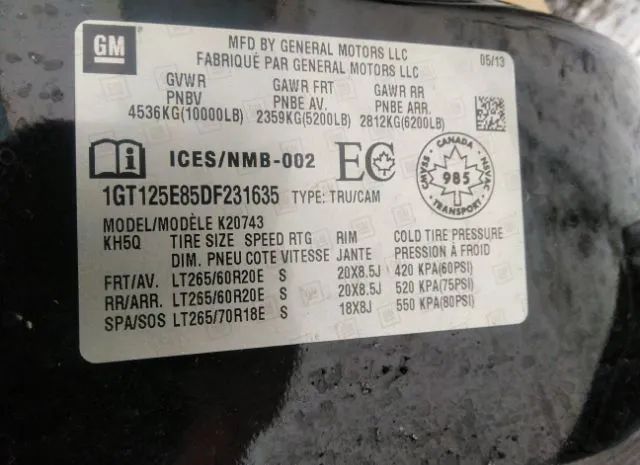 GM
MFD BY GENERAL MOTORS LLC
FABRIQUÉ PAR GENERAL MOTORS LLC
05/13
GVWR GAWR FRT GAWR RR
PNBV PNBE AV. PNBE ARR.
4536KG(10000LB) 2359KG(5200LB) 2812KG(6200LB)
ICES/NMB-002 EC
CANADA
CMVSS NSVAC
985
TRANSPORT
1GT125E85DF231635 TYPE: TRU/CAM
MODEL/MODÈLE K20743
KH5Q TIRE SIZE SPEED RTG RIM COLD TIRE PRESSURE
DIM. PNEU COTE VITESSE JANTE PRESSION À FROID
FRT/AV. LT265/60R20E S 20X8.5J 420 KPA(60PSI)
RR/ARR. LT265/60R20E S 20X8.5J 520 KPA(75PSI)
SPA/SOS LT265/70R18E S 18X8J 550 KPA(80PSI)